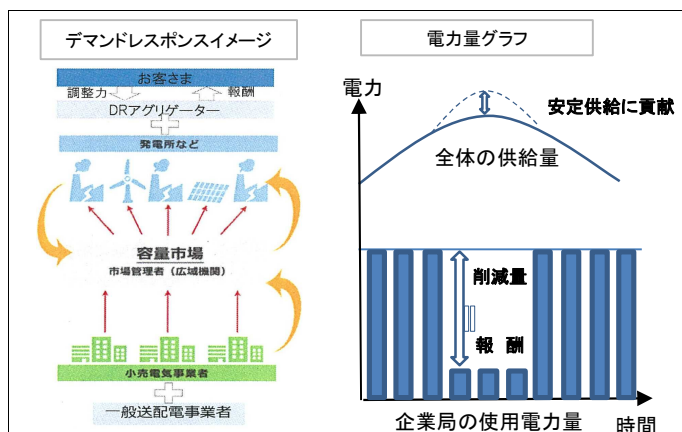 デマンドレスポンスイメージ
お客さま
調整力
報酬
DRアグリゲーター
発電所など
容量市場
市場管理者（広域機関）
小売電気事業者
一般送配電事業者
電力量グラフ
電力
安定供給に貢献
全体の供給量
削減量
報 酬
企業局の使用電力量
時間